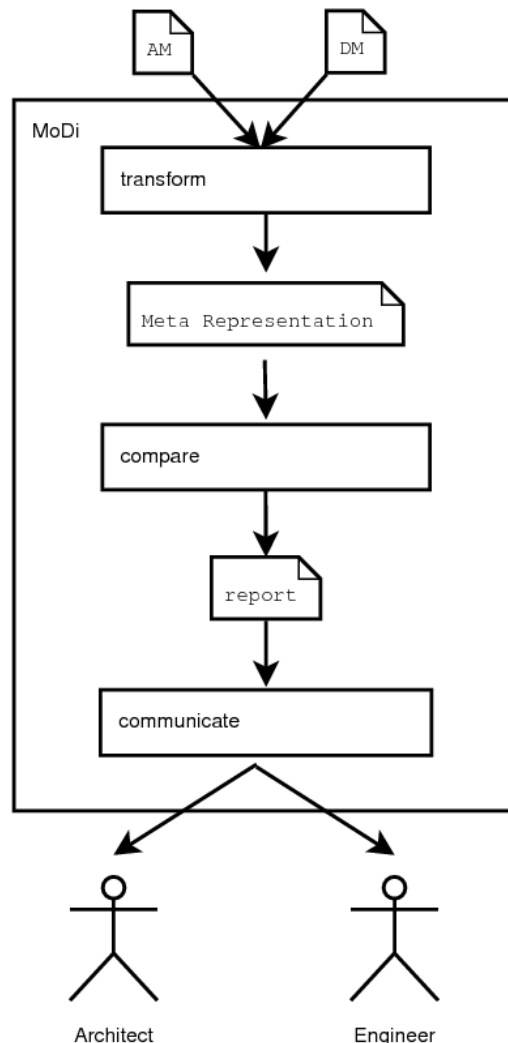 AM
DM
MoDi
transform
Meta Representation
compare
report
communicate
Architect
Engineer